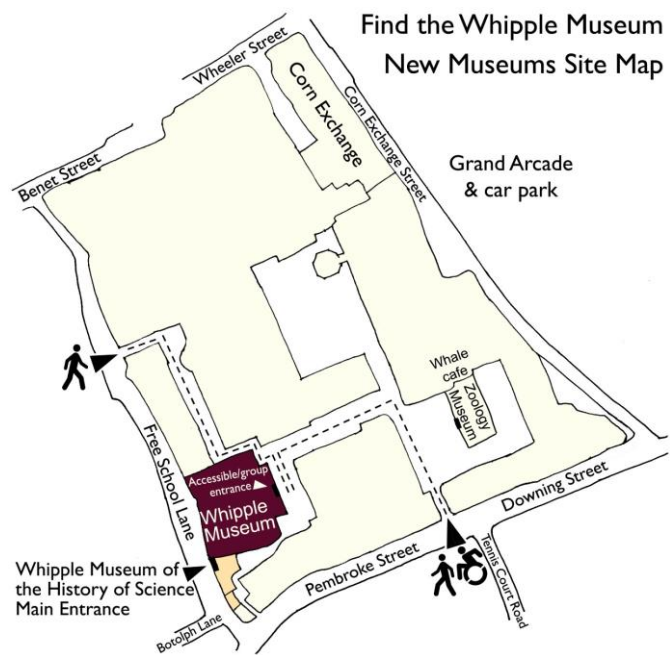 Find the Whipple Museum
New Museums Site Map
Wheeler Street
Corn Exchange
Corn Exchange Street
Grand Arcade
& car park
Benet Street
Whale
cafe
Zoology
Museum
Free School Lane
Accessible/group
entrance
Whipple
Museum
Downing Street
Pembroke Street
Tennis Court Road
Whipple Museum of
the History of Science
Main Entrance
Botolph Lane